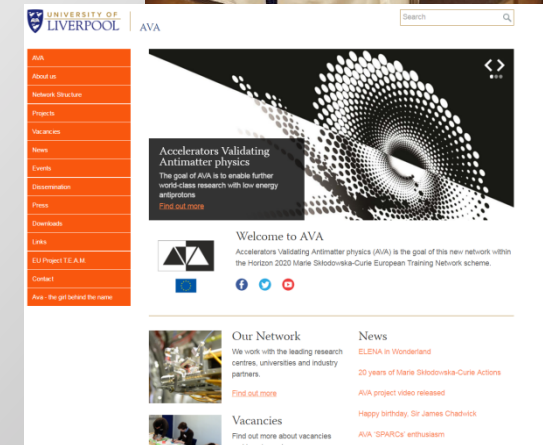 UNIVERSITY OF
LIVERPOOL
AVA
Search
AVA
About us
Network Structure
Projects
Vacancies
News
Events
Dissemination
Press
Downloads
Links
EU Project T.E.A.M.
Contact
Ava - the girl behind the name
Accelerators Validating
Antimatter physics
The goal of AVA is to enable further
world-class research with low energy
antiprotons
Find out more
Welcome to AVA
Accelerators Validating Antimatter physics (AVA) is the goal of this new network within
the Horizon 2020 Marie Skłodowska-Curie European Training Network scheme.
Our Network
We work with the leading research
centres, universities and industry
partners.
Find out more
Vacancies
Find out more about vacancies
News
ELENA in Wonderland
20 years of Marie Skłodowska-Curie Actions
AVA project video released
Happy birthday, Sir James Chadwick
AVA 'SPARCs' enthusiasm